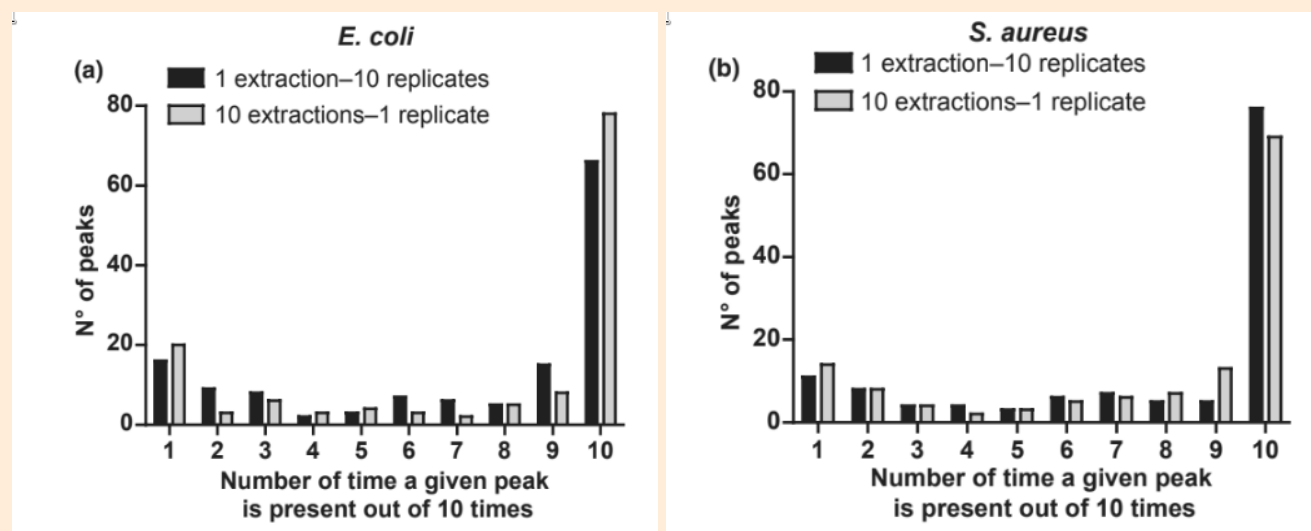 E. coli
(a)
1 extraction–10 replicates
10 extractions–1 replicate
80
60
40
20
0
N° of peaks
1 2 3 4 5 6 7 8 9 10
Number of time a given peak
is present out of 10 times
S. aureus
(b)
1 extraction–10 replicates
10 extractions–1 replicate
80
60
40
20
0
N° of peaks
1 2 3 4 5 6 7 8 9 10
Number of time a given peak
is present out of 10 times